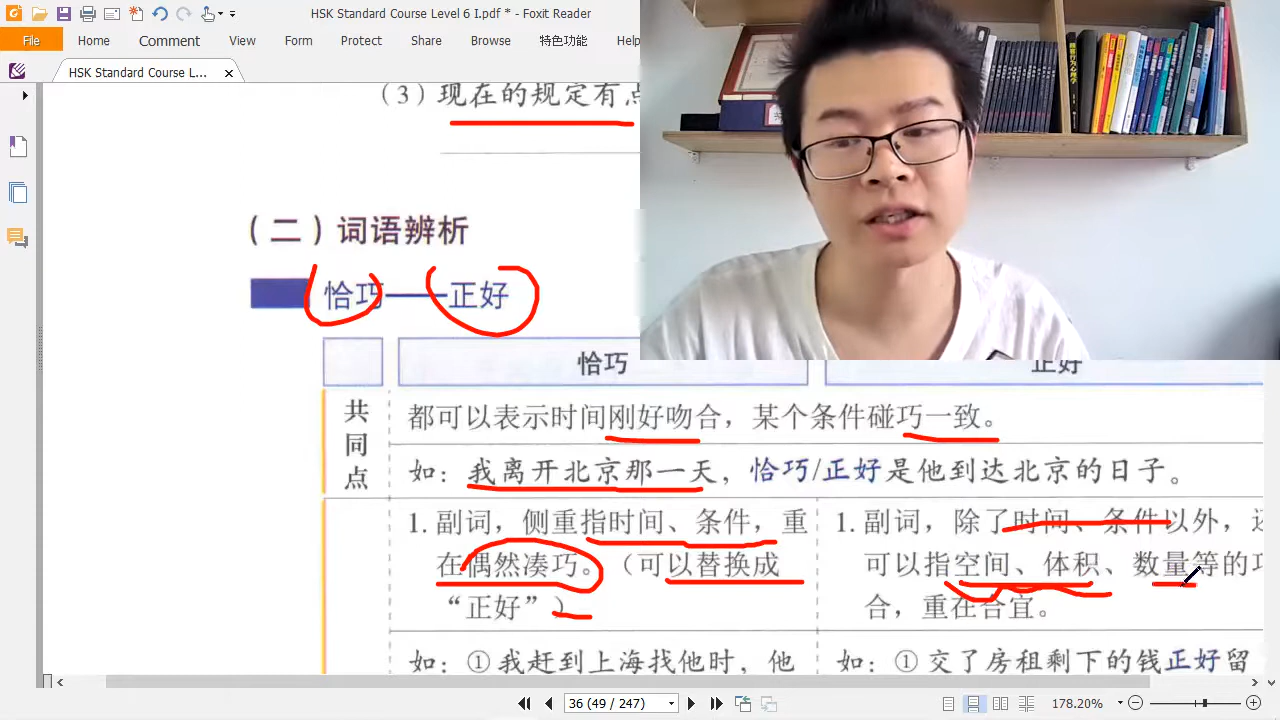 HSK Standard Course Level 6 I.pdf * - Foxit Reader
File Home Comment View Form Protect Share Browse 特色功能 Help
HSK Standard Course L...
（3）现在的规定有点
（二）词语辨析
恰巧——正好
恰巧 正好
共同点
都可以表示时间刚好吻合，某个条件碰巧一致。
如：我离开北京那一天，恰巧/正好是他到达北京的日子。
1. 副词，侧重指时间、条件，重
在偶然凑巧。（可以替换成
“正好”）
1. 副词，除了时间、条件以外，还
可以指空间、体积、数量等的巧
合，重在合宜。
如：① 我赶到上海找他时，他
如：① 交了房租剩下的钱正好留
36 (49 / 247)
178.20%